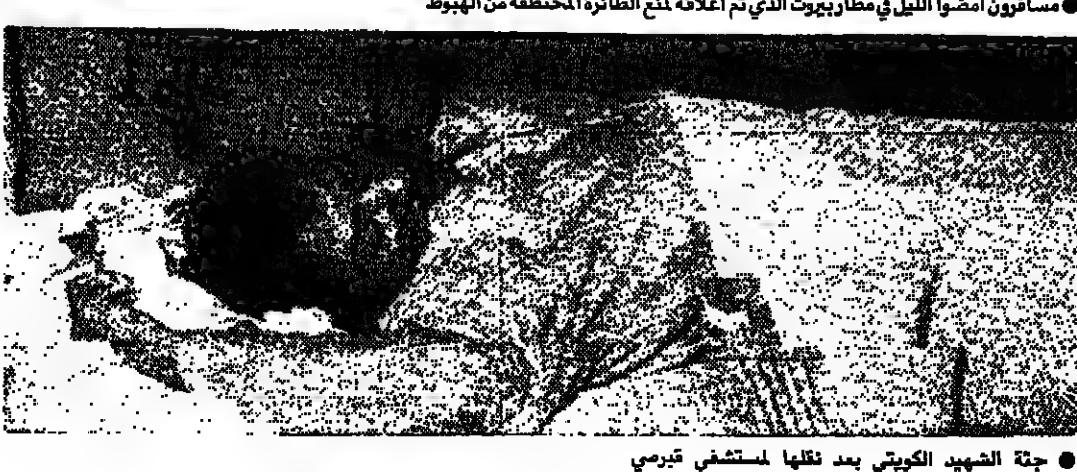 ● مسافرون امضوا الليل في مطار بيروت الذي تم اغلاقه لمنع الطائرة المختطفة من الهبوط
● جثة الشهيد الكويتي بعد نقلها لمستشفى قبرصي